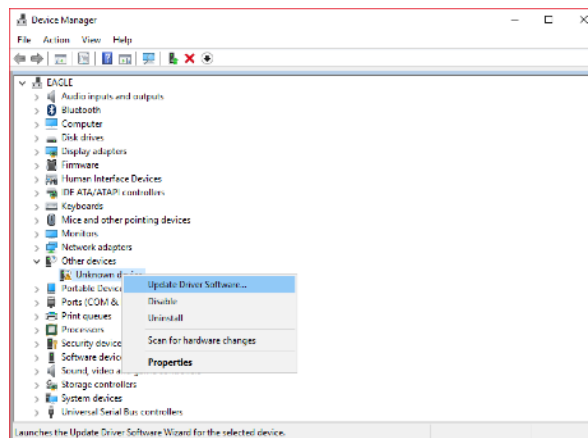 Device Manager
File Action View Help
EAGLE
Audio inputs and outputs
Bluetooth
Computer
Disk drives
Display adapters
Firmware
Human Interface Devices
IDE ATA/ATAPI controllers
Keyboards
Mice and other pointing devices
Monitors
Network adapters
Other devices
Unknown
Update Driver Software...
Portable
Disable
Ports (COM &
Print queues
Uninstall
Processors
Security
Scan for hardware changes
Software
Sound, video
Properties
Storage controllers
System devices
Universal Serial Bus controllers
Launches the Update Driver Software Wizard for the selected device.